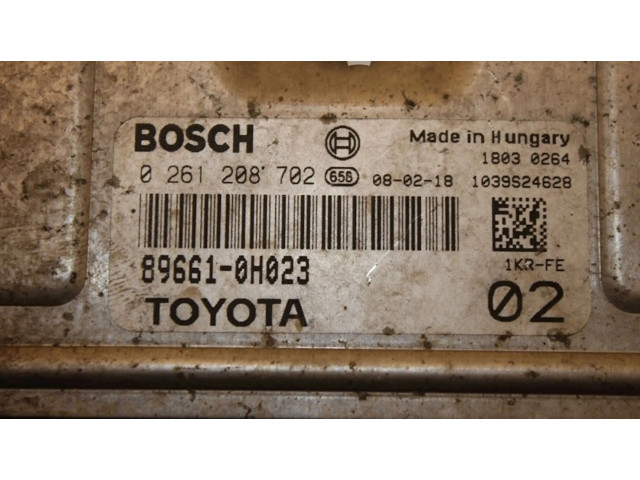 BOSCH Made in Hungary
1803 0264
0 261 208 702 656 08-02-18 1039S24628
89661-0H023 1KR-FE
TOYOTA 02